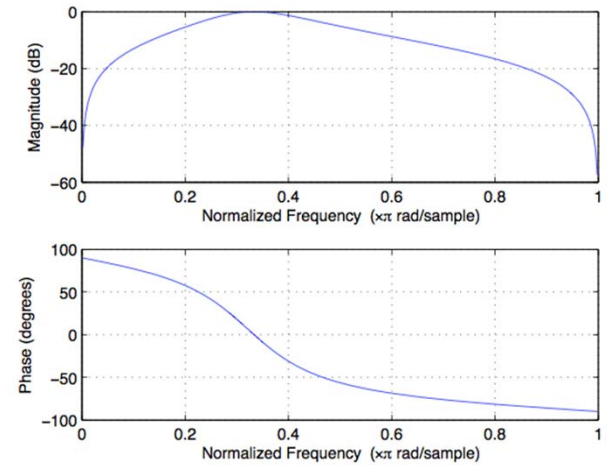 Magnitude (dB)
0
−20
−40
−60
0 0.2 0.4 0.6 0.8 1
Normalized Frequency (×π rad/sample)
Phase (degrees)
100
50
0
−50
−100
0 0.2 0.4 0.6 0.8 1
Normalized Frequency (×π rad/sample)